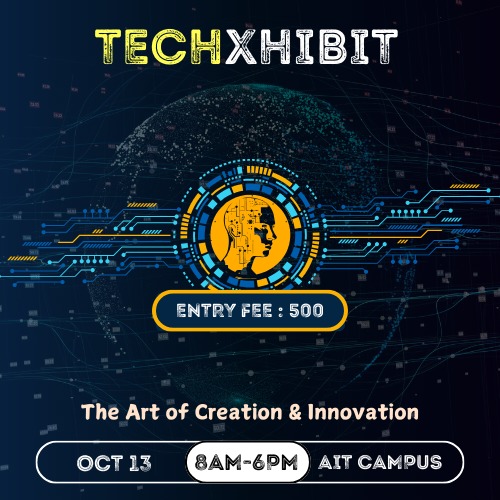 TECHXHIBIT
ENTRY FEE : 500
The Art of Creation & Innovation
OCT 13 8AM-6PM AIT CAMPUS